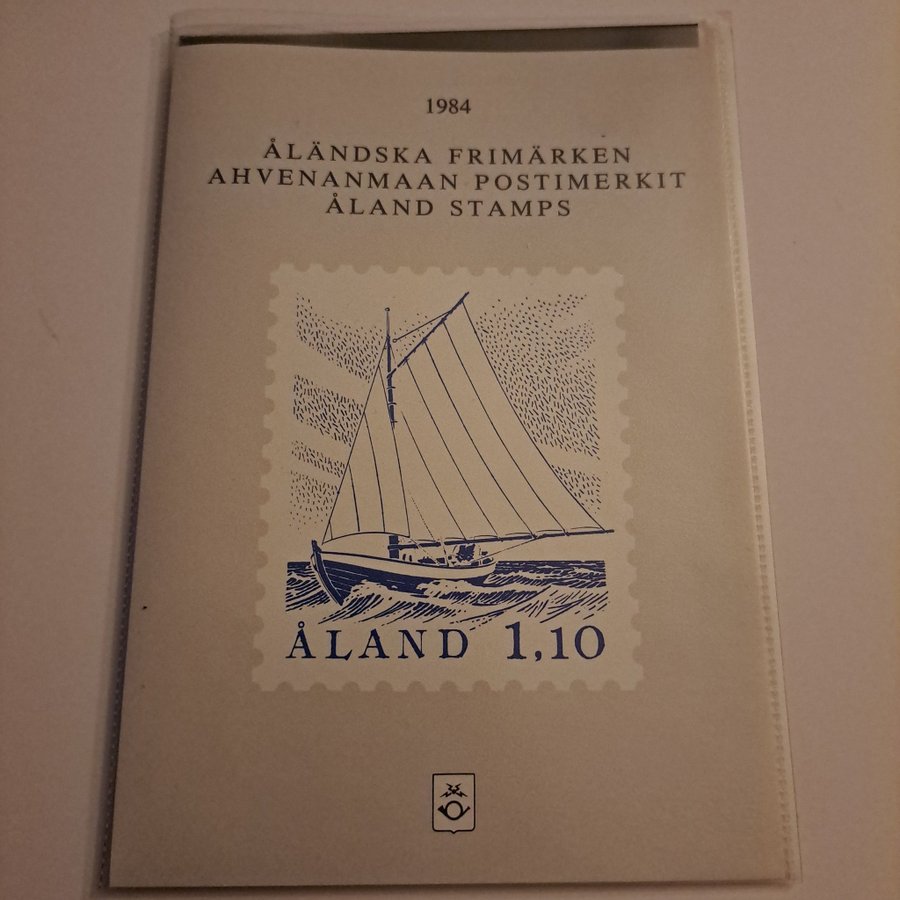 1984
ÅLÄNDSKA FRIMÄRKEN
AHVENANMAAN POSTIMERKIT
ÅLAND STAMPS
ÅLAND 1,10